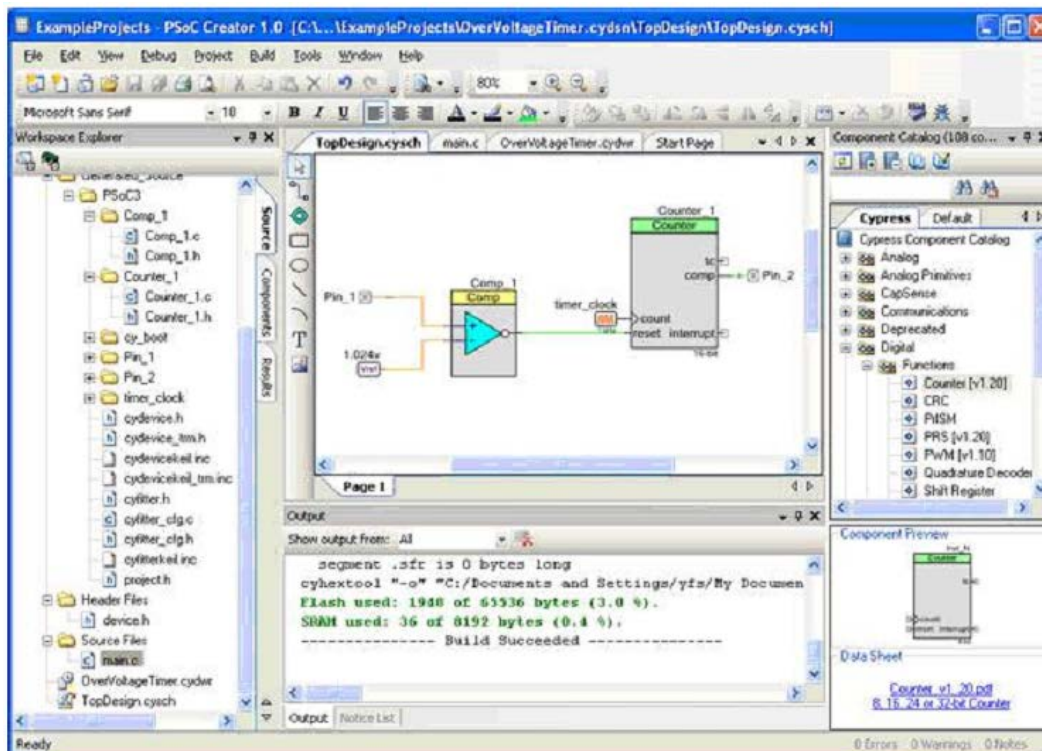 ExampleProjects - PSoC Creator 1.0 [C:\...\ExampleProjects\OverVoltageTimer.cydsn\TopDesign\TopDesign.cysch]
File Edit View Debug Project Build Tools Window Help
80%
Microsoft Sans Serif 10 B I U A
Workspace Explorer
Generated_Source
PSoC3
Comp_1
Comp_1.c
Comp_1.h
Counter_1
Counter_1.c
Counter_1.h
cy_boot
Pin_1
Pin_2
timer_clock
cydevice.h
cydevice_trm.h
cydevicekeil.inc
cydevicekeil_trm.inc
cyfitter.h
cyfitter_cfg.c
cyfitter_cfg.h
cyfitterkeil.inc
project.h
Header Files
device.h
Source Files
main.c
OverVoltageTimer.cydwr
TopDesign.cysch
Source
Components
Results
TopDesign.cysch main.c OverVoltageTimer.cydwr Start Page
T
Counter_1
Counter
tc
comp
Pin_2
Comp_1
Comp
Pin_1
timer_clock
count
reset interrupt
16-bit
1.024v
Vref
Page 1
Output
Show output from: All
segment .sfr is 0 bytes long
cyhextool "-o" "C:/Documents and Settings/yfs/My Documen
Flash used: 1948 of 65536 bytes (3.0 %).
SRAM used: 36 of 8192 bytes (0.4 %).
--------------- Build Succeeded ---------------
Output Notice List
Component Catalog (108 co...
Cypress Default
Cypress Component Catalog
Analog
Analog Primitives
CapSense
Communications
Deprecated
Digital
Functions
Counter [v1.20]
CRC
PrISM
PRS [v1.20]
PWM [v1.10]
Quadrature Decoder
Shift Register
Component Preview
Counter
count
interrupt
Data Sheet
Counter_v1_20.pdf
8, 16, 24 or 32-bit Counter
Ready
0 Errors 0 Warnings 0 Notes